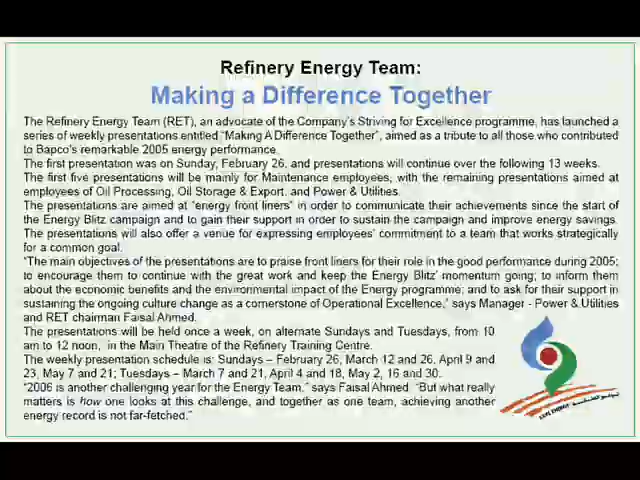 Refinery Energy Team:
Making a Difference Together
The Refinery Energy Team (RET), an advocate of the Company's Striving for Excellence programme, has launched a
series of weekly presentations entitled "Making A Difference Together", aimed as a tribute to all those who contributed
to Bapco's remarkable 2005 energy performance.
The first presentation was on Sunday, February 26, and presentations will continue over the following 13 weeks.
The first five presentations will be mainly for Maintenance employees, with the remaining presentations aimed at
employees of Oil Processing, Oil Storage & Export, and Power & Utilities.
The presentations are aimed at "energy front liners" in order to communicate their achievements since the start of
the Energy Blitz campaign and to gain their support in order to sustain the campaign and improve energy savings.
The presentations will also offer a venue for expressing employees' commitment to a team that works strategically
for a common goal.
"The main objectives of the presentations are to praise front liners for their role in the good performance during 2005;
to encourage them to continue with the great work and keep the Energy Blitz' momentum going; to inform them
about the economic benefits and the environmental impact of the Energy programme; and to ask for their support in
sustaining the ongoing culture change as a cornerstone of Operational Excellence," says Manager - Power & Utilities
and RET chairman Faisal Ahmed.
The presentations will be held once a week, on alternate Sundays and Tuesdays, from 10
am to 12 noon, in the Main Theatre of the Refinery Training Centre.
The weekly presentation schedule is: Sundays – February 26, March 12 and 26, April 9 and
23, May 7 and 21; Tuesdays – March 7 and 21, April 4 and 18, May 2, 16 and 30.
"2006 is another challenging year for the Energy Team," says Faisal Ahmed. "But what really
matters is how one looks at this challenge, and together as one team, achieving another
energy record is not far-fetched."